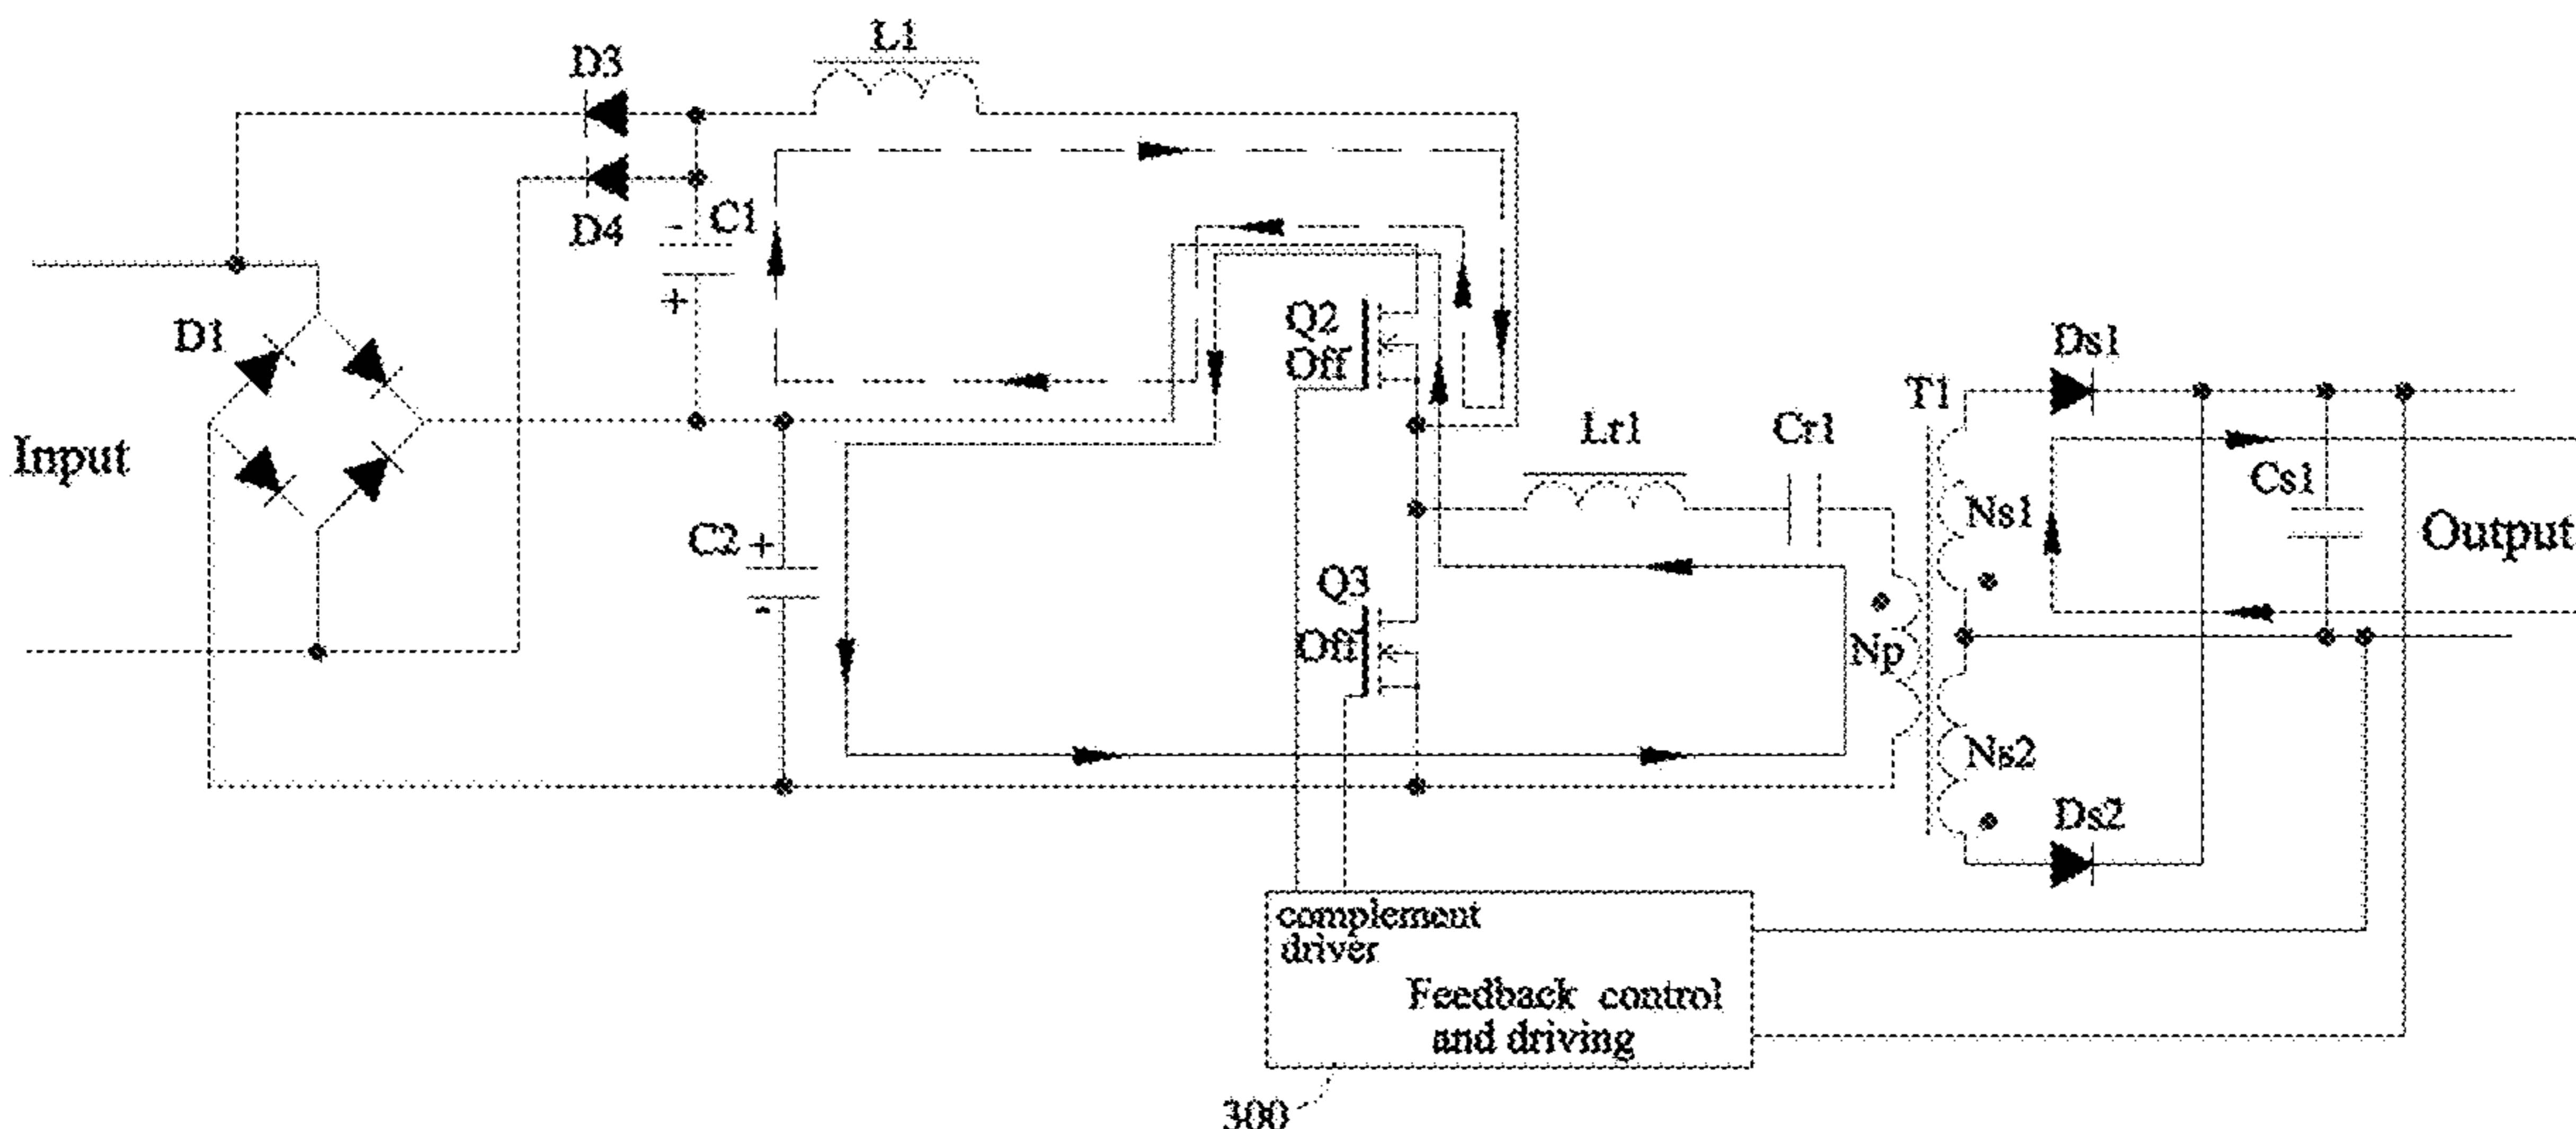 L1
D3
D4
- C1
+
D1
Q2
Off
Ds1
T1
Input
Lr1
Cr1
Cs1
Ns1
Output
C2 +
-
Q3
Off
Np
Ns2
Ds2
complement
driver
Feedback control
and driving
300